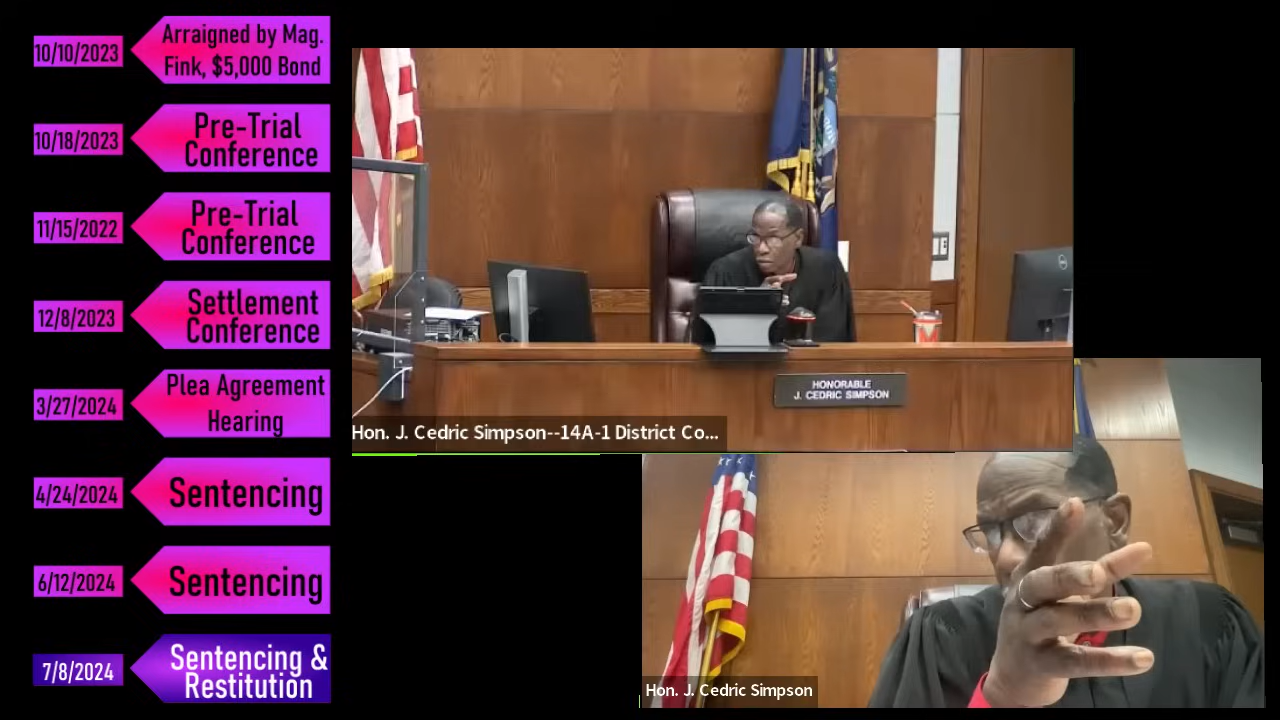 10/10/2023
Arraigned by Mag.
Fink, $5,000 Bond
10/18/2023
Pre-Trial
Conference
11/15/2022
Pre-Trial
Conference
12/8/2023
Settlement
Conference
3/27/2024
Plea Agreement
Hearing
4/24/2024
Sentencing
6/12/2024
Sentencing
7/8/2024
Sentencing &
Restitution
HONORABLE
J. CEDRIC SIMPSON
Hon. J. Cedric Simpson--14A-1 District Co...
Hon. J. Cedric Simpson
M